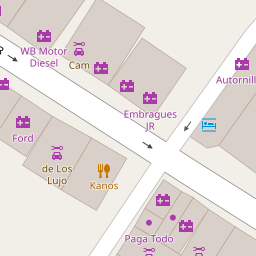 WB Motor
Diesel
Cam
Autornill
Embragues
JR
Ford
de Los
Lujo
Kanos
Paga Todo